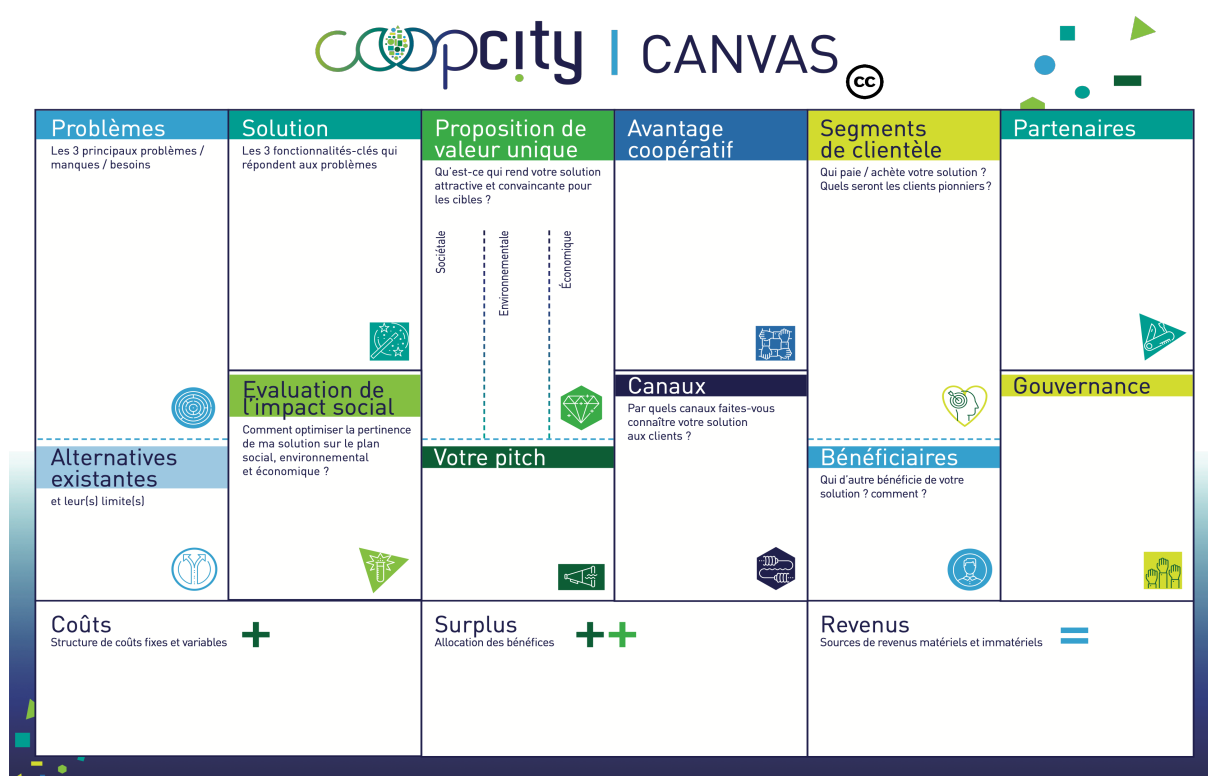 coopcity | CANVAS
cc
Problèmes
Les 3 principaux problèmes /
manques / besoins
Solution
Les 3 fonctionnalités-clés qui
répondent aux problèmes
Proposition de
valeur unique
Qu'est-ce qui rend votre solution
attractive et convaincante pour
les cibles ?
Sociétale
Environnementale
Économique
Avantage
coopératif
Segments
de clientèle
Qui paie / achète votre solution ?
Quels seront les clients pionniers ?
Partenaires
Evaluation de
l'impact social
Comment optimiser la pertinence
de ma solution sur le plan
social, environnemental
et économique ?
Canaux
Par quels canaux faites-vous
connaître votre solution
aux clients ?
Gouvernance
Alternatives
existantes
et leur(s) limite(s)
Votre pitch
Bénéficiaires
Qui d'autre bénéficie de votre
solution ? comment ?
Coûts
Structure de coûts fixes et variables
+
Surplus
Allocation des bénéfices
++
Revenus
Sources de revenus matériels et immatériels
=